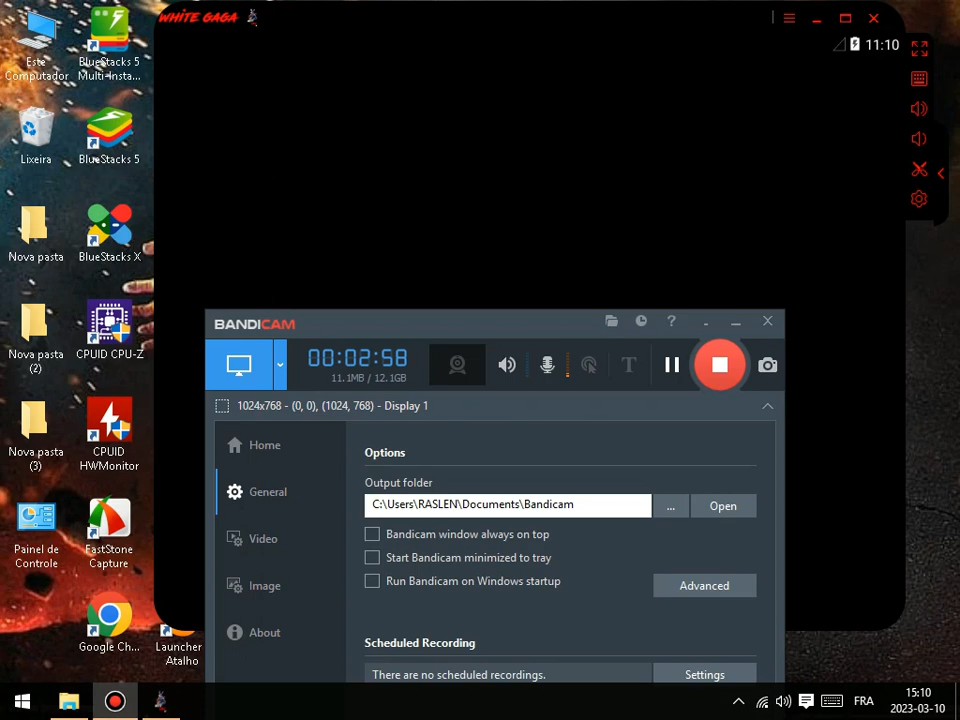 WHITE GAGA
11:10
Este
Computador
BlueStacks 5
Multi-Insta...
Lixeira
BlueStacks 5
Nova pasta
BlueStacks X
Nova pasta
(2)
CPUID CPU-Z
Nova pasta
(3)
CPUID
HWMonitor
Painel de
Controle
FastStone
Capture
Google Ch...
Launcher
Atalho
BANDICAM
?
00:02:58
11.1MB / 12.1GB
T
1024x768 - (0, 0), (1024, 768) - Display 1
Home
General
Video
Image
About
Options
Output folder
C:\Users\RASLEN\Documents\Bandicam
...
Open
Bandicam window always on top
Start Bandicam minimized to tray
Run Bandicam on Windows startup
Advanced
Scheduled Recording
There are no scheduled recordings.
Settings
FRA
15:10
2023-03-10